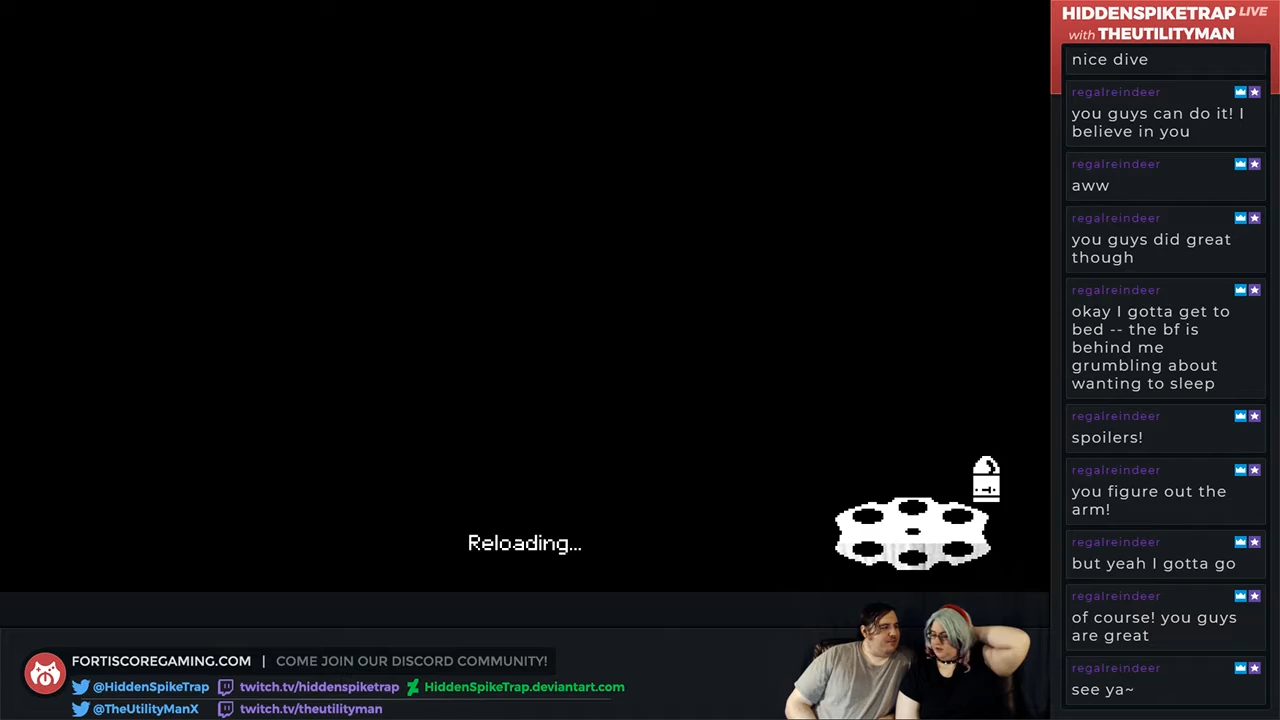 HIDDENSPIKETRAP LIVE
with THEUTILITYMAN
nice dive
regalreindeer
you guys can do it! I
believe in you
regalreindeer
aww
regalreindeer
you guys did great
though
regalreindeer
okay I gotta get to
bed -- the bf is
behind me
grumbling about
wanting to sleep
regalreindeer
spoilers!
regalreindeer
you figure out the
arm!
regalreindeer
but yeah I gotta go
regalreindeer
of course! you guys
are great
regalreindeer
see ya~
Reloading...
FORTISCOREGAMING.COM | COME JOIN OUR DISCORD COMMUNITY!
@HiddenSpikeTrap twitch.tv/hiddenspiketrap HiddenSpikeTrap.deviantart.com
@TheUtilityManX twitch.tv/theutilityman